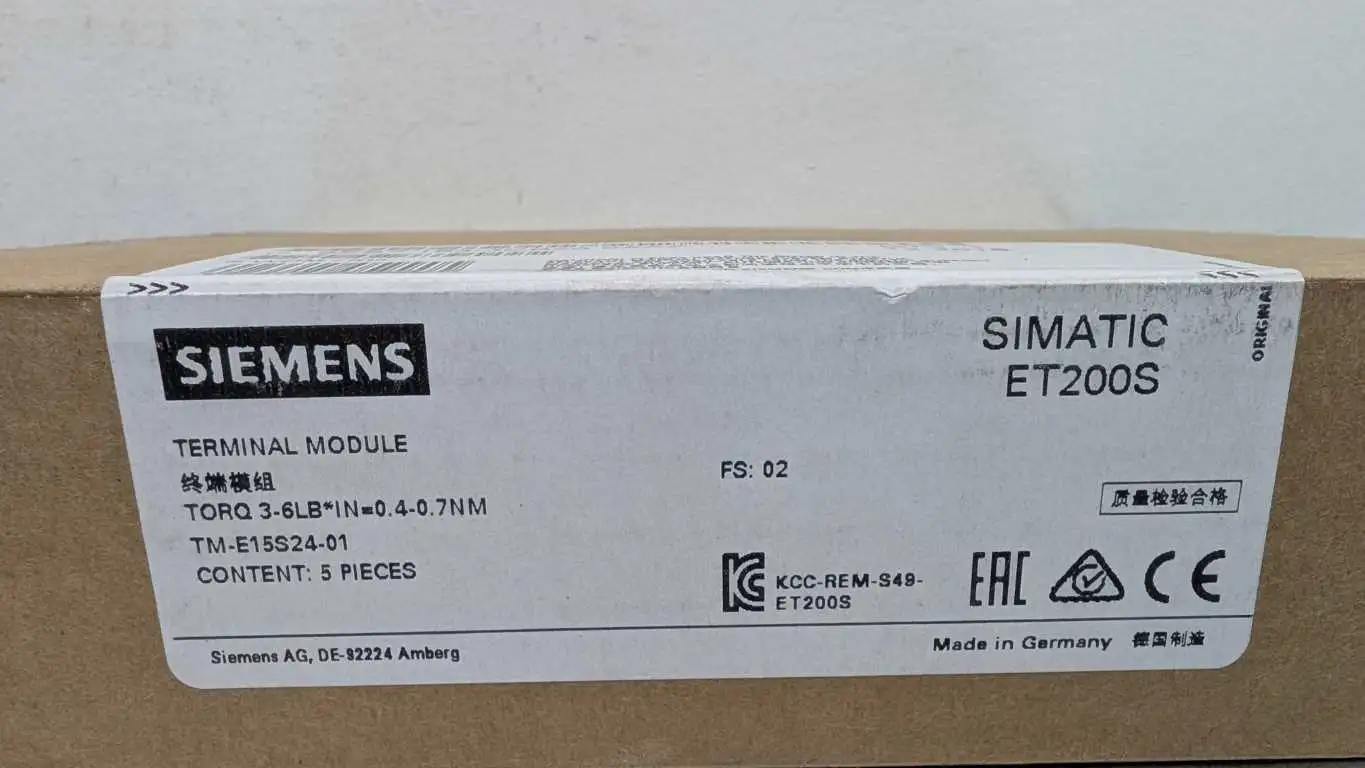 >>>
ORIGINAL
SIEMENS
SIMATIC
ET200S
TERMINAL MODULE
终端模组
TORQ 3-6LB*IN=0.4-0.7NM
TM-E15S24-01
CONTENT: 5 PIECES
FS: 02
质量检验合格
KCC-REM-S49-
ET200S
EAC
CE
Siemens AG, DE-92224 Amberg
Made in Germany 德国制造